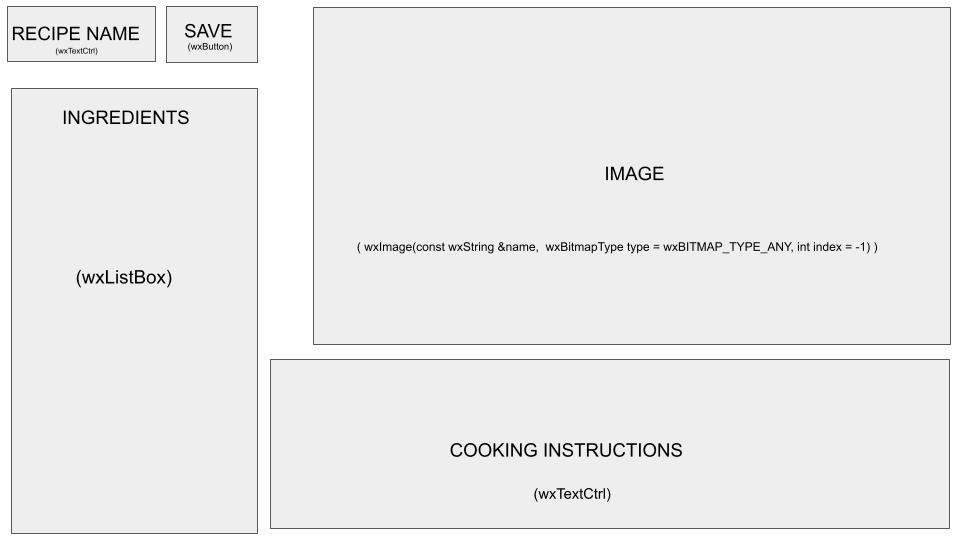 RECIPE NAME
(wxTextCtrl)
SAVE
(wxButton)
INGREDIENTS
(wxListBox)
IMAGE
( wxImage(const wxString &name,  wxBitmapType type = wxBITMAP_TYPE_ANY, int index = -1) )
COOKING INSTRUCTIONS
(wxTextCtrl)